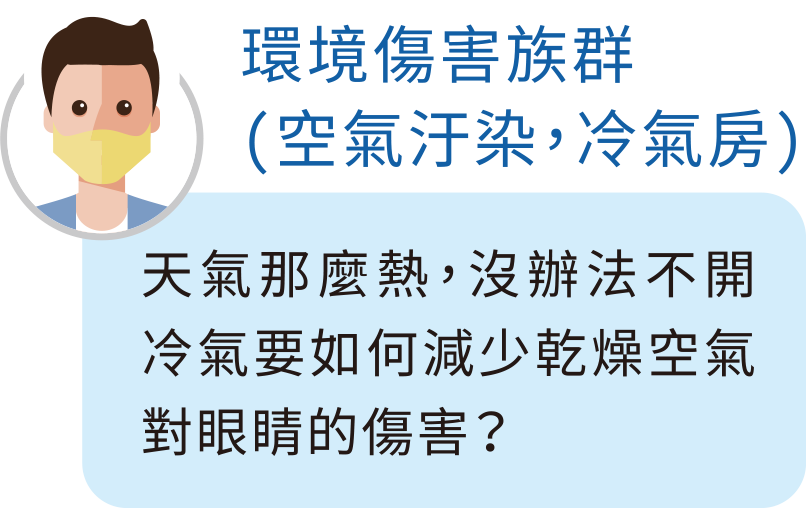 環境傷害族群
(空氣汙染，冷氣房)
天氣那麼熱，沒辦法不開
冷氣要如何減少乾燥空氣
對眼睛的傷害？